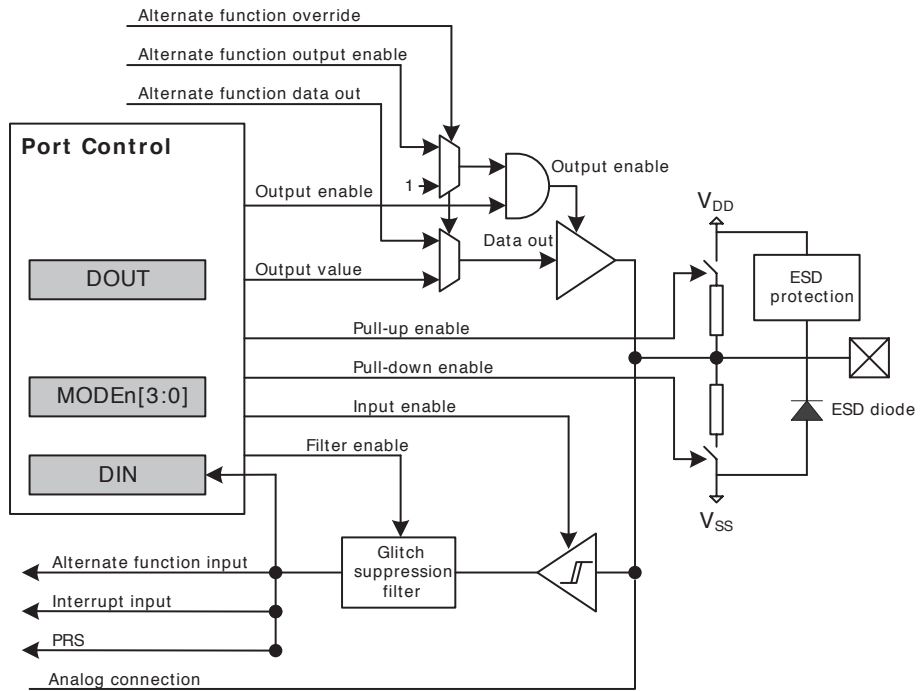 Alternate function override
Alternate function output enable
Alternate function data out
Port Control
Output enable
1
Output enable
V_DD
DOUT
Output value
Data out
ESD
protection
Pull-up enable
Pull-down enable
MODEn[3:0]
Input enable
ESD diode
Filter enable
DIN
V_SS
Glitch
suppression
filter
Alternate function input
Interrupt input
PRS
Analog connection